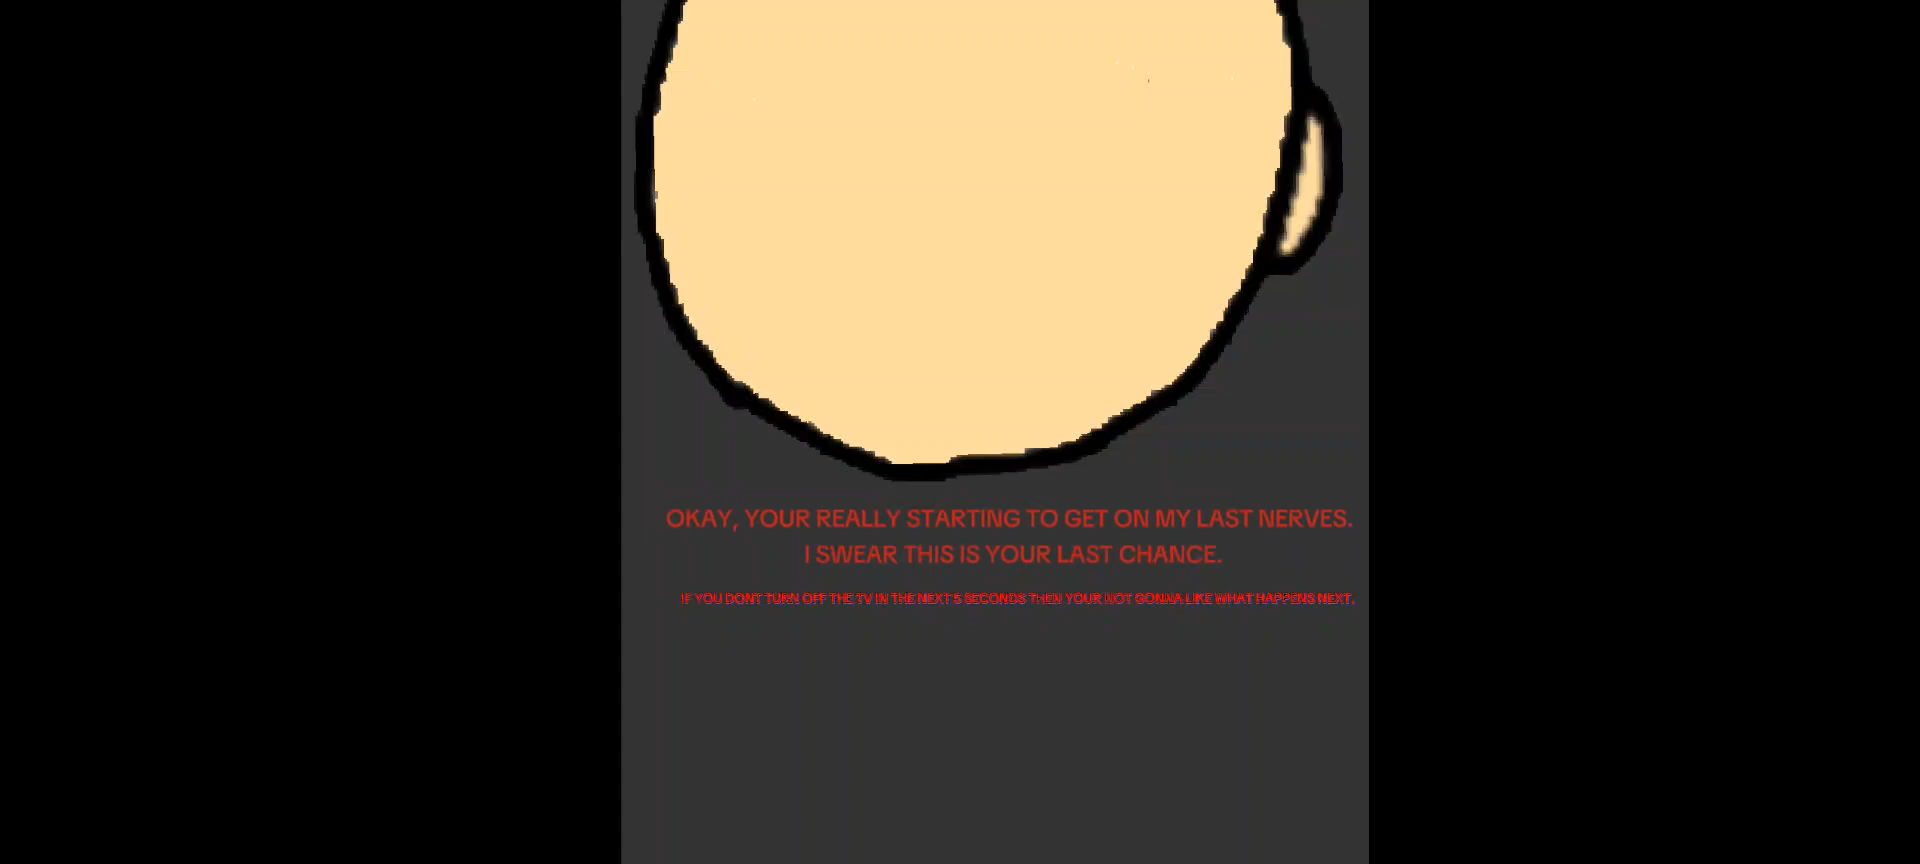 OKAY, YOUR REALLY STARTING TO GET ON MY LAST NERVES.
I SWEAR THIS IS YOUR LAST CHANCE.
IF YOU DONT TURN OFF THE TV IN THE NEXT 5 SECONDS THEN YOUR NOT GONNA LIKE WHAT HAPPENS NEXT.